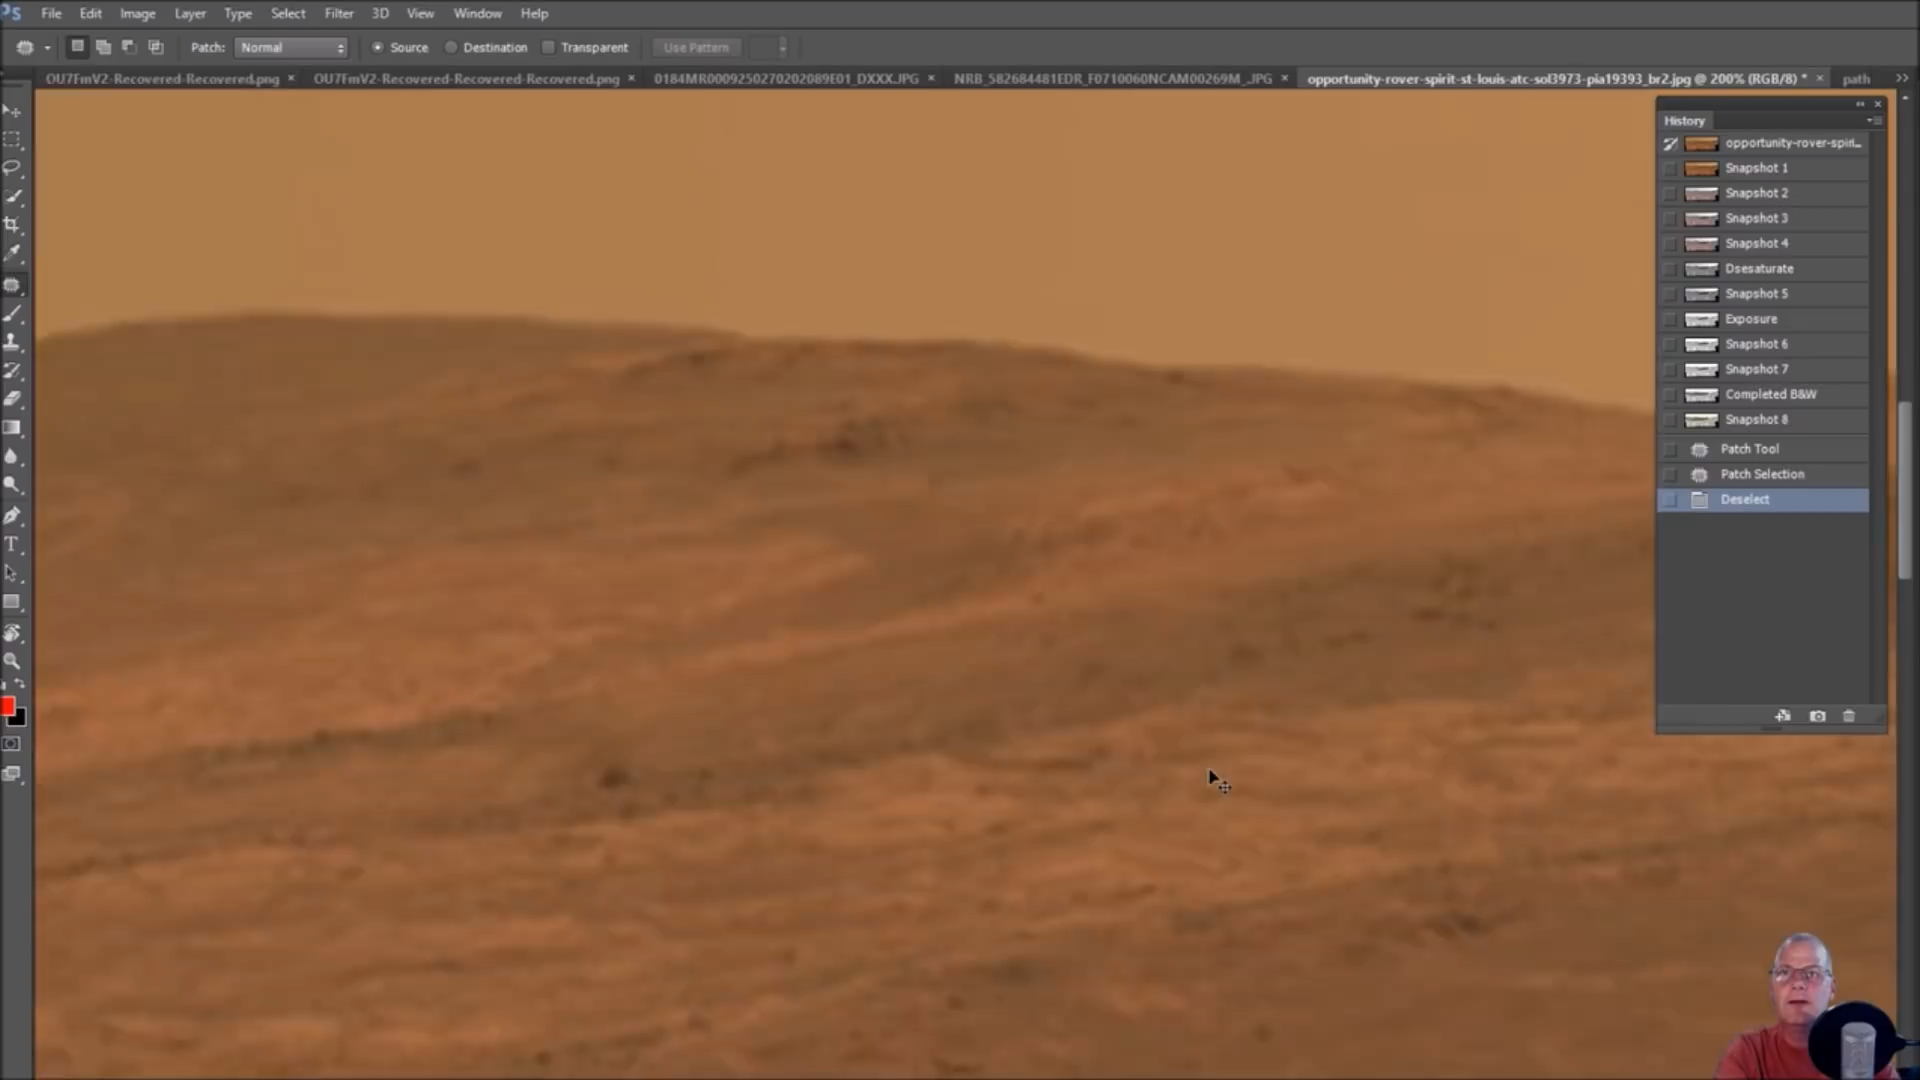 Ps File Edit Image Layer Type Select Filter 3D View Window Help
Patch: Normal Source Destination Transparent Use Pattern
OU7FmV2-Recovered-Recovered.png × OU7FmV2-Recovered-Recovered-Recovered.png × 0184MR0009250270202089E01_DXXX.JPG × NRB_582684481EDR_F0710060NCAM00269M_.JPG × opportunity-rover-spirit-st-louis-atc-sol3973-pia19393_br2.jpg @ 200% (RGB/8) * × path
History
opportunity-rover-spiri...
Snapshot 1
Snapshot 2
Snapshot 3
Snapshot 4
Dsesaturate
Snapshot 5
Exposure
Snapshot 6
Snapshot 7
Completed B&W
Snapshot 8
Patch Tool
Patch Selection
Deselect